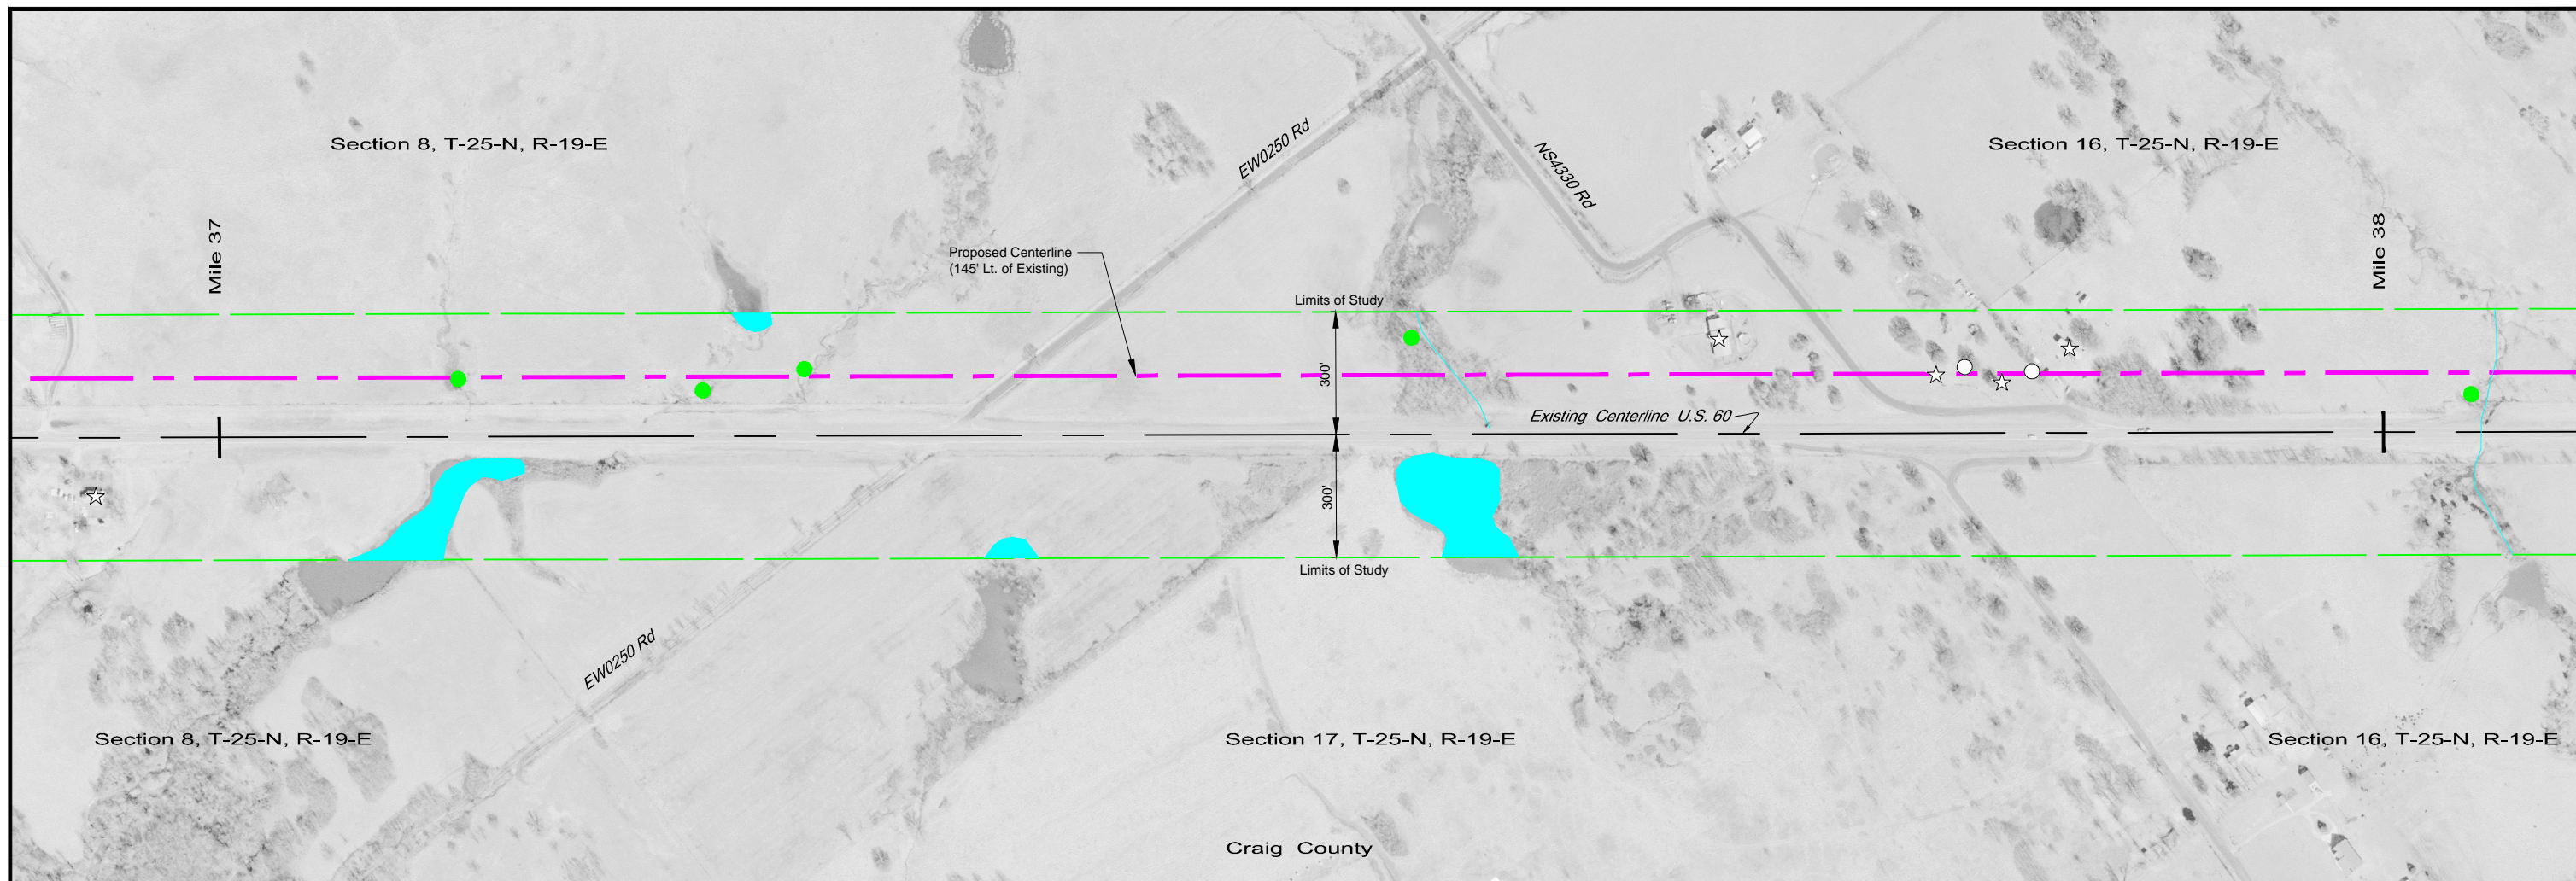 Section 8, T-25-N, R-19-E
Section 16, T-25-N, R-19-E
EW0250 Rd
NS4330 Rd
Mile 37
Mile 38
Proposed Centerline
(145' Lt. of Existing)
Limits of Study
300'
Existing Centerline U.S. 60
300'
Limits of Study
EW0250 Rd
Section 8, T-25-N, R-19-E
Section 17, T-25-N, R-19-E
Section 16, T-25-N, R-19-E
Craig County